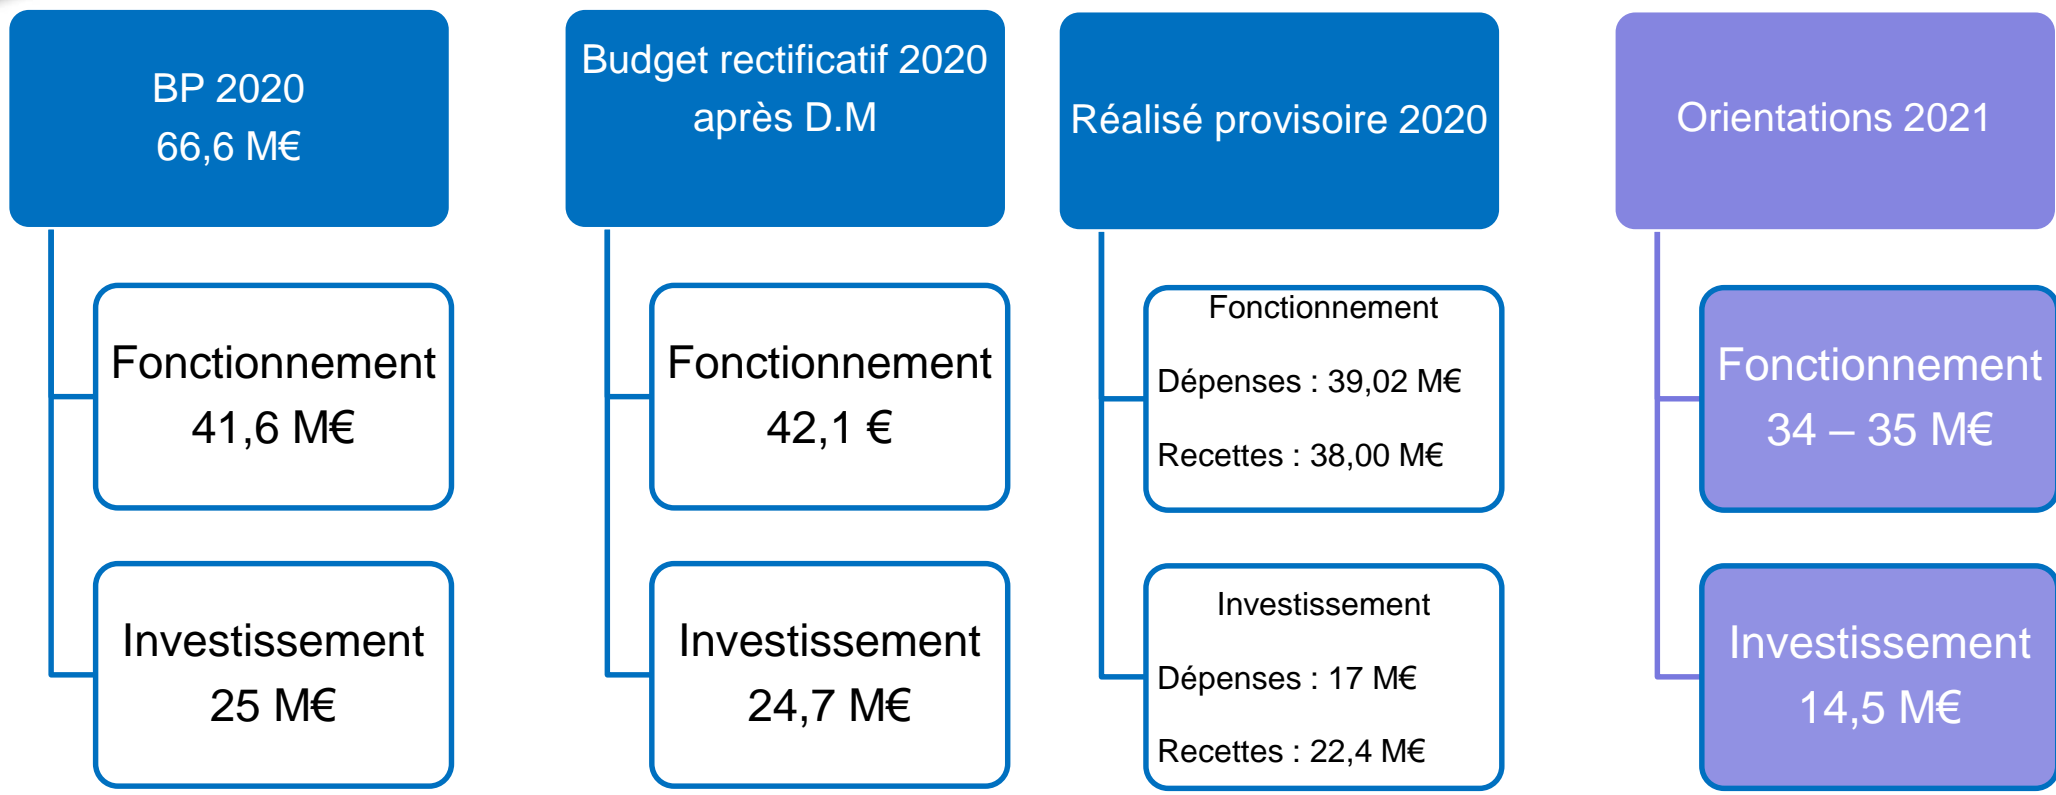 BP 2020
66,6 M€
Fonctionnement
41,6 M€
Investissement
25 M€
Budget rectificatif 2020
après D.M
Fonctionnement
42,1 €
Investissement
24,7 M€
Réalisé provisoire 2020
Fonctionnement
Dépenses : 39,02 M€
Recettes : 38,00 M€
Investissement
Dépenses : 17 M€
Recettes : 22,4 M€
Orientations 2021
Fonctionnement
34 – 35 M€
Investissement
14,5 M€